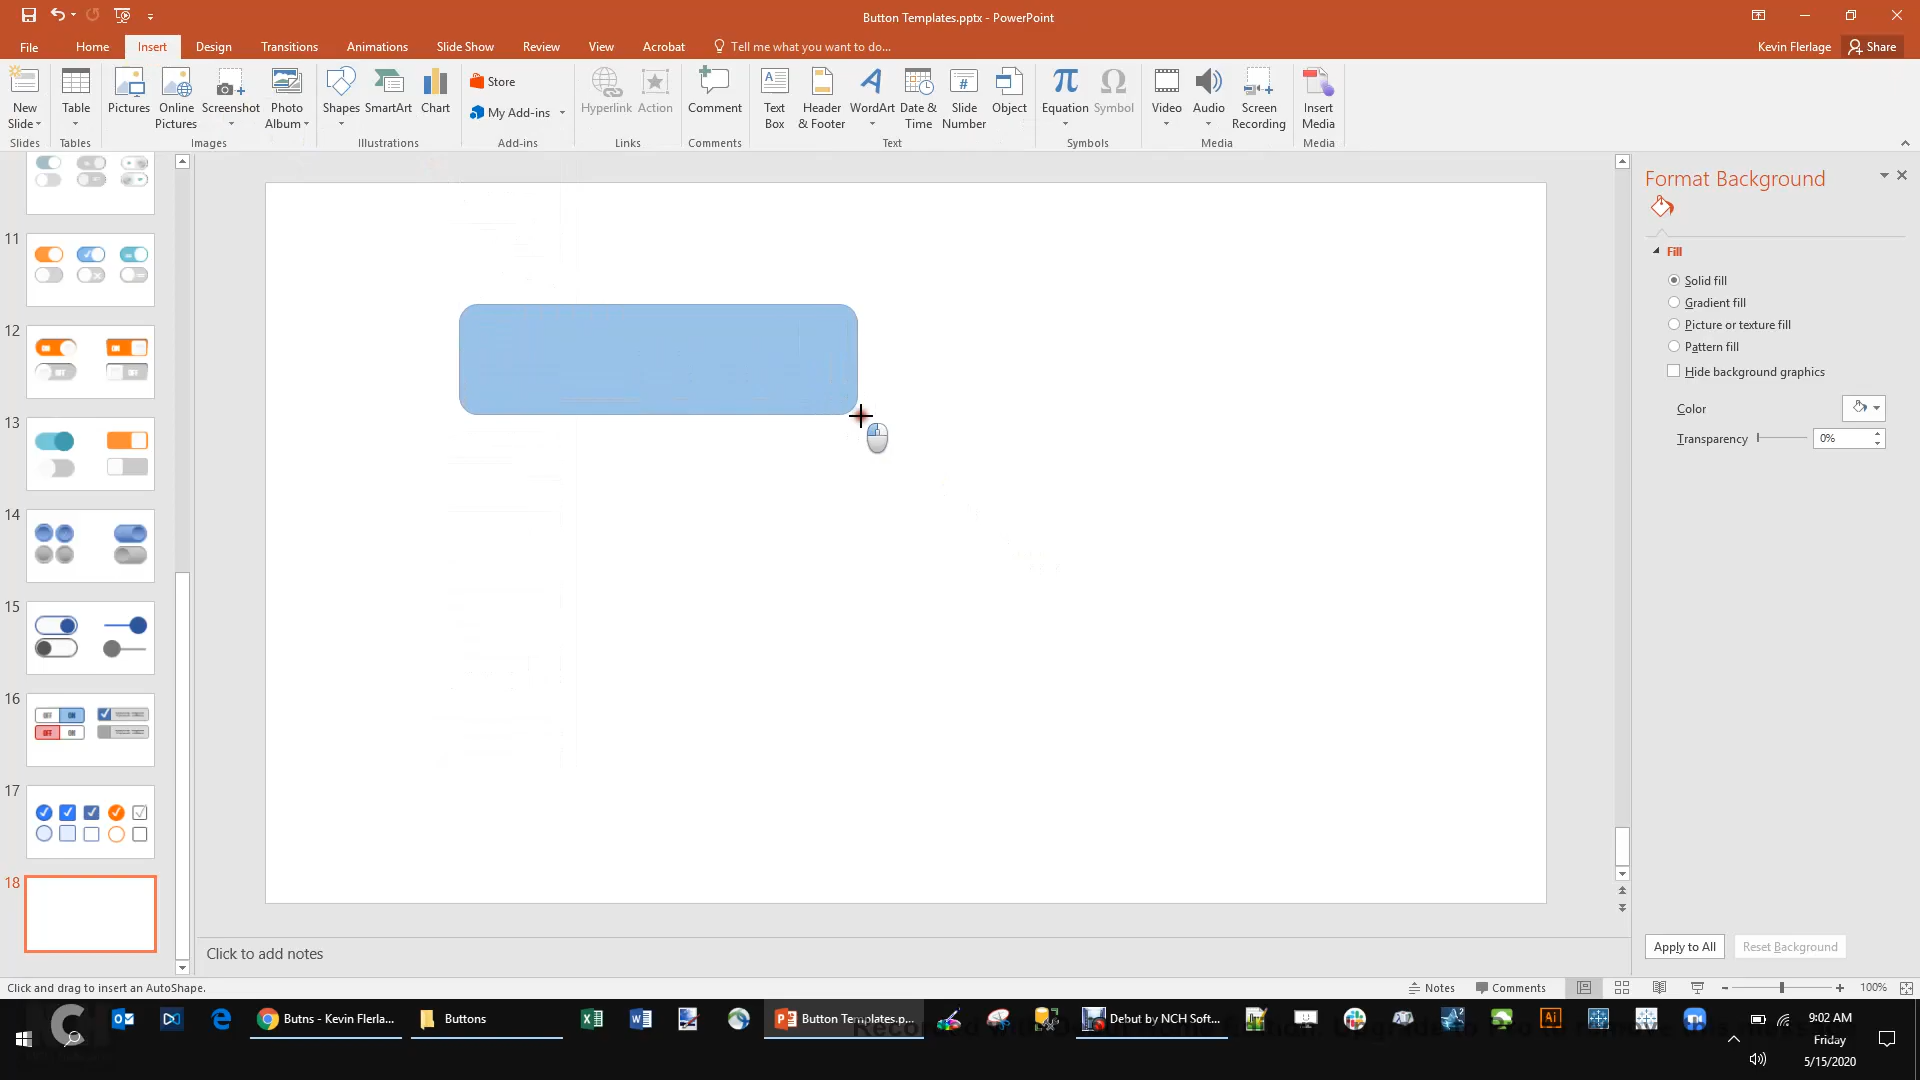 Button Templates.pptx - PowerPoint
File Home Insert Design Transitions Animations Slide Show Review View Acrobat Tell me what you want to do... Kevin Flerlage Share
New Slide Table Pictures Online Pictures Screenshot Photo Album Shapes SmartArt Chart Store My Add-ins Hyperlink Action Comment Text Box Header & Footer WordArt Date & Time Slide Number Object Equation Symbol Video Audio Screen Recording Insert Media
Slides Tables Images Illustrations Add-ins Links Comments Text Symbols Media Media
Format Background
Fill
Solid fill
Gradient fill
Picture or texture fill
Pattern fill
Hide background graphics
Color
Transparency 0%
11
12
13
14
15
16
OFF ON
OFF ON
17
18
Apply to All Reset Background
Click to add notes
Click and drag to insert an AutoShape.
Notes Comments 100%
Butns - Kevin Flerla...
Buttons
Button Templates.p...
Debut by NCH Soft...
9:02 AM
Friday
5/15/2020